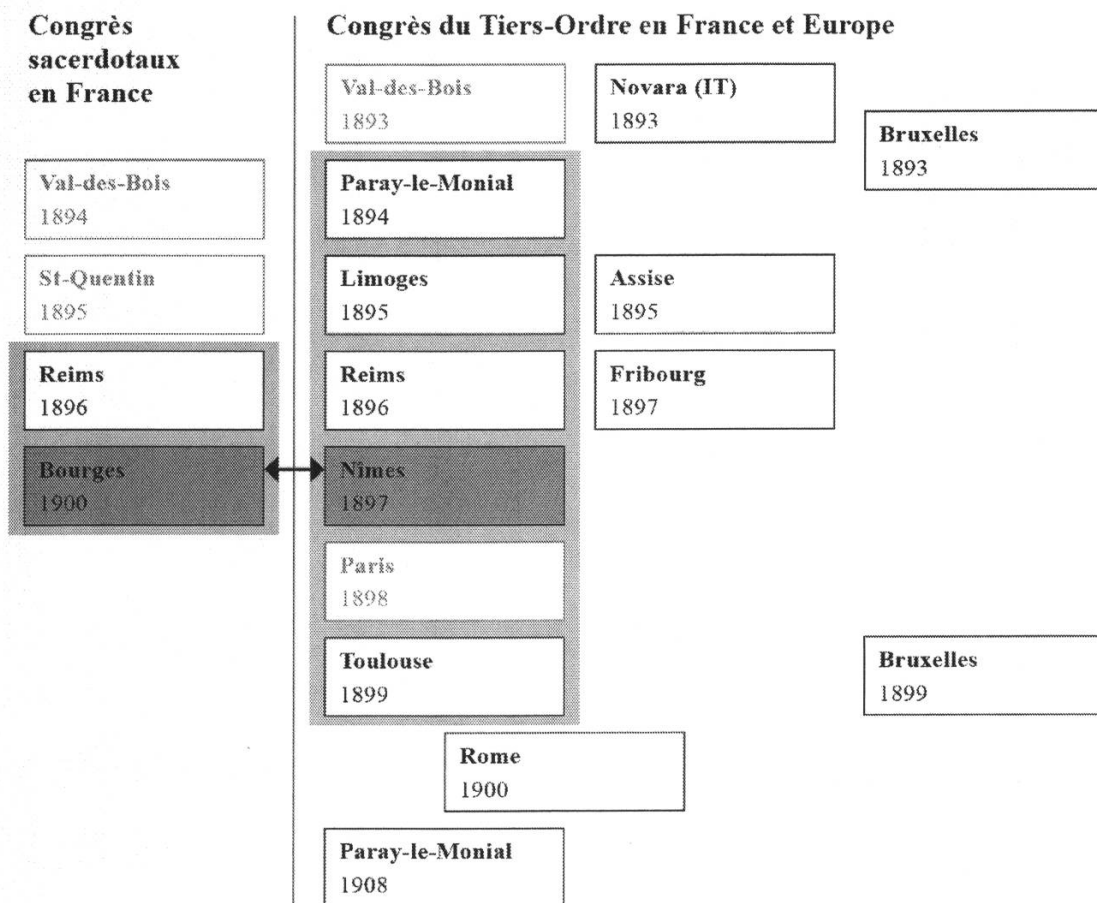 Congrès
sacerdotaux
en France
Val-des-Bois
1894
St-Quentin
1895
Reims
1896
Bourges
1900
Congrès du Tiers-Ordre en France et Europe
Val-des-Bois
1893
Novara (IT)
1893
Bruxelles
1893
Paray-le-Monial
1894
Limoges
1895
Assise
1895
Reims
1896
Fribourg
1897
Nîmes
1897
Paris
1898
Toulouse
1899
Bruxelles
1899
Rome
1900
Paray-le-Monial
1908